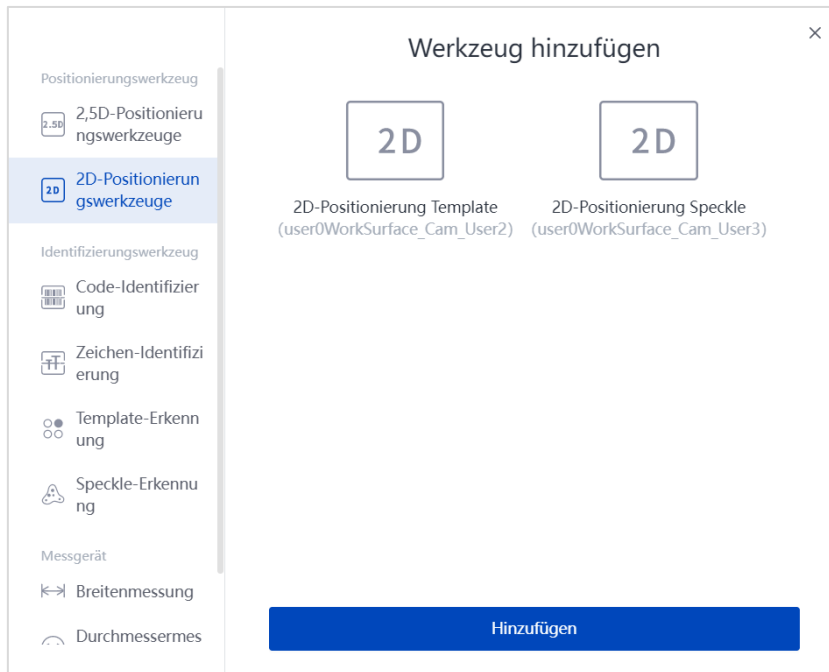 Positionierungswerkzeug
2.5D
2,5D-Positionieru
ngswerkzeuge
2D
2D-Positionierun
gswerkzeuge
Identifizierungswerkzeug
Code-Identifizier
ung
TT
Zeichen-Identifizi
erung
Template-Erkenn
ung
Speckle-Erkennu
ng
Messgerät
Breitenmessung
Durchmessermes
Werkzeug hinzufügen
2D
2D-Positionierung Template
(user0WorkSurface_Cam_User2)
2D
2D-Positionierung Speckle
(user0WorkSurface_Cam_User3)
Hinzufügen